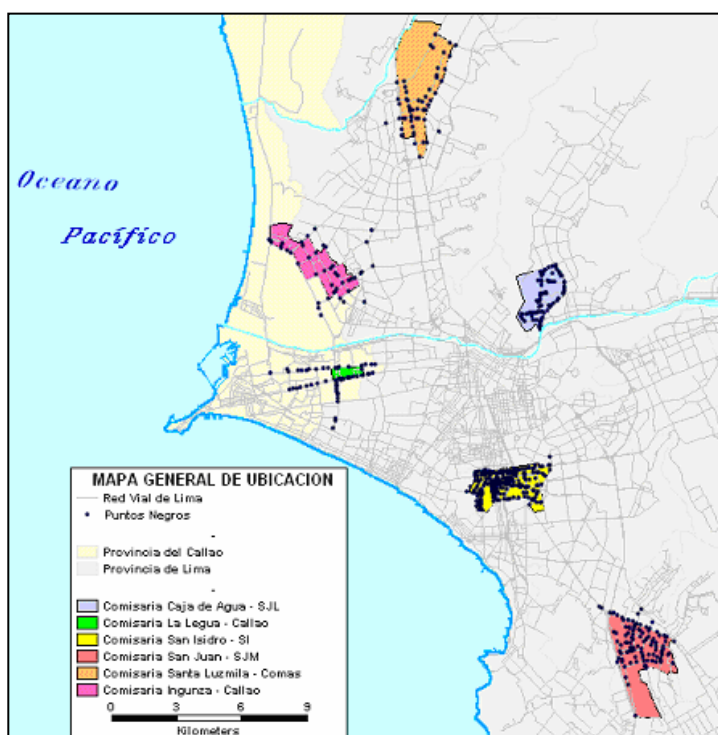 Oceano
Pacífico
MAPA GENERAL DE UBICACION
Red Vial de Lima
Puntos Negros
-
Provincia del Callao
Provincia de Lima
-
Comisaria Caja de Agua - SJL
Comisaria La Legua - Callao
Comisaria San Isidro - SI
Comisaria San Juan - SJM
Comisaria Santa Luzmila - Comas
Comisaria Ingunza - Callao
0 3 6 9
Kilometers